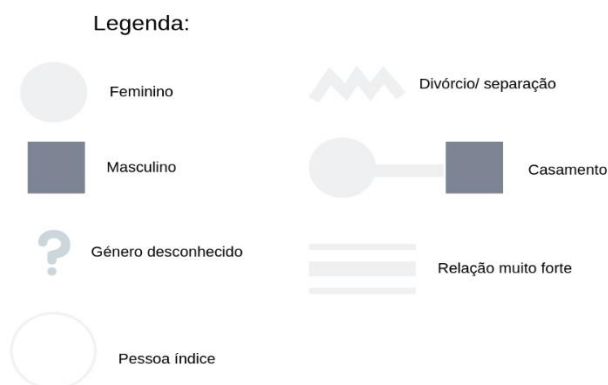 Legenda:
Feminino
Divórcio/ separação
Masculino
Casamento
?
Género desconhecido
Relação muito forte
Pessoa índice